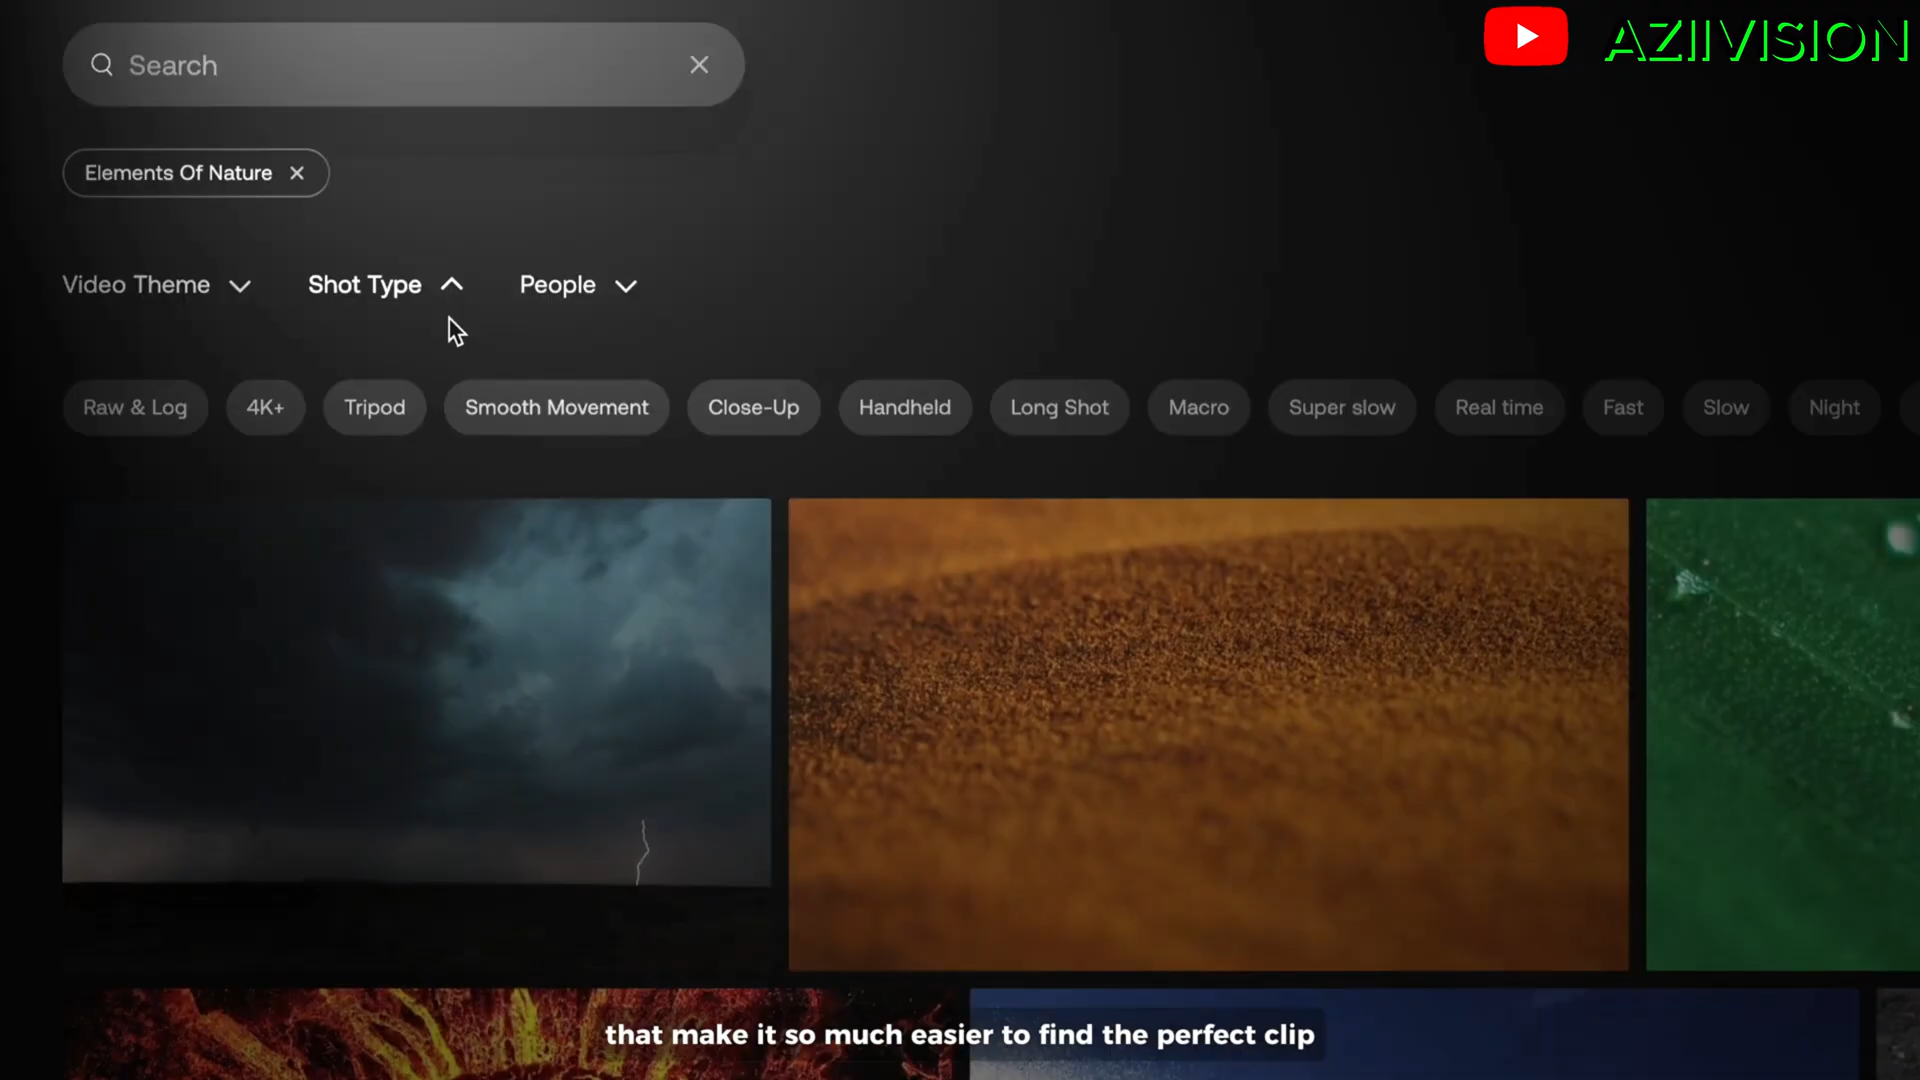 AZIIVISION
Search
Elements Of Nature
Video Theme
Shot Type
People
Raw & Log
4K+
Tripod
Smooth Movement
Close-Up
Handheld
Long Shot
Macro
Super slow
Real time
Fast
Slow
Night
that make it so much easier to find the perfect clip